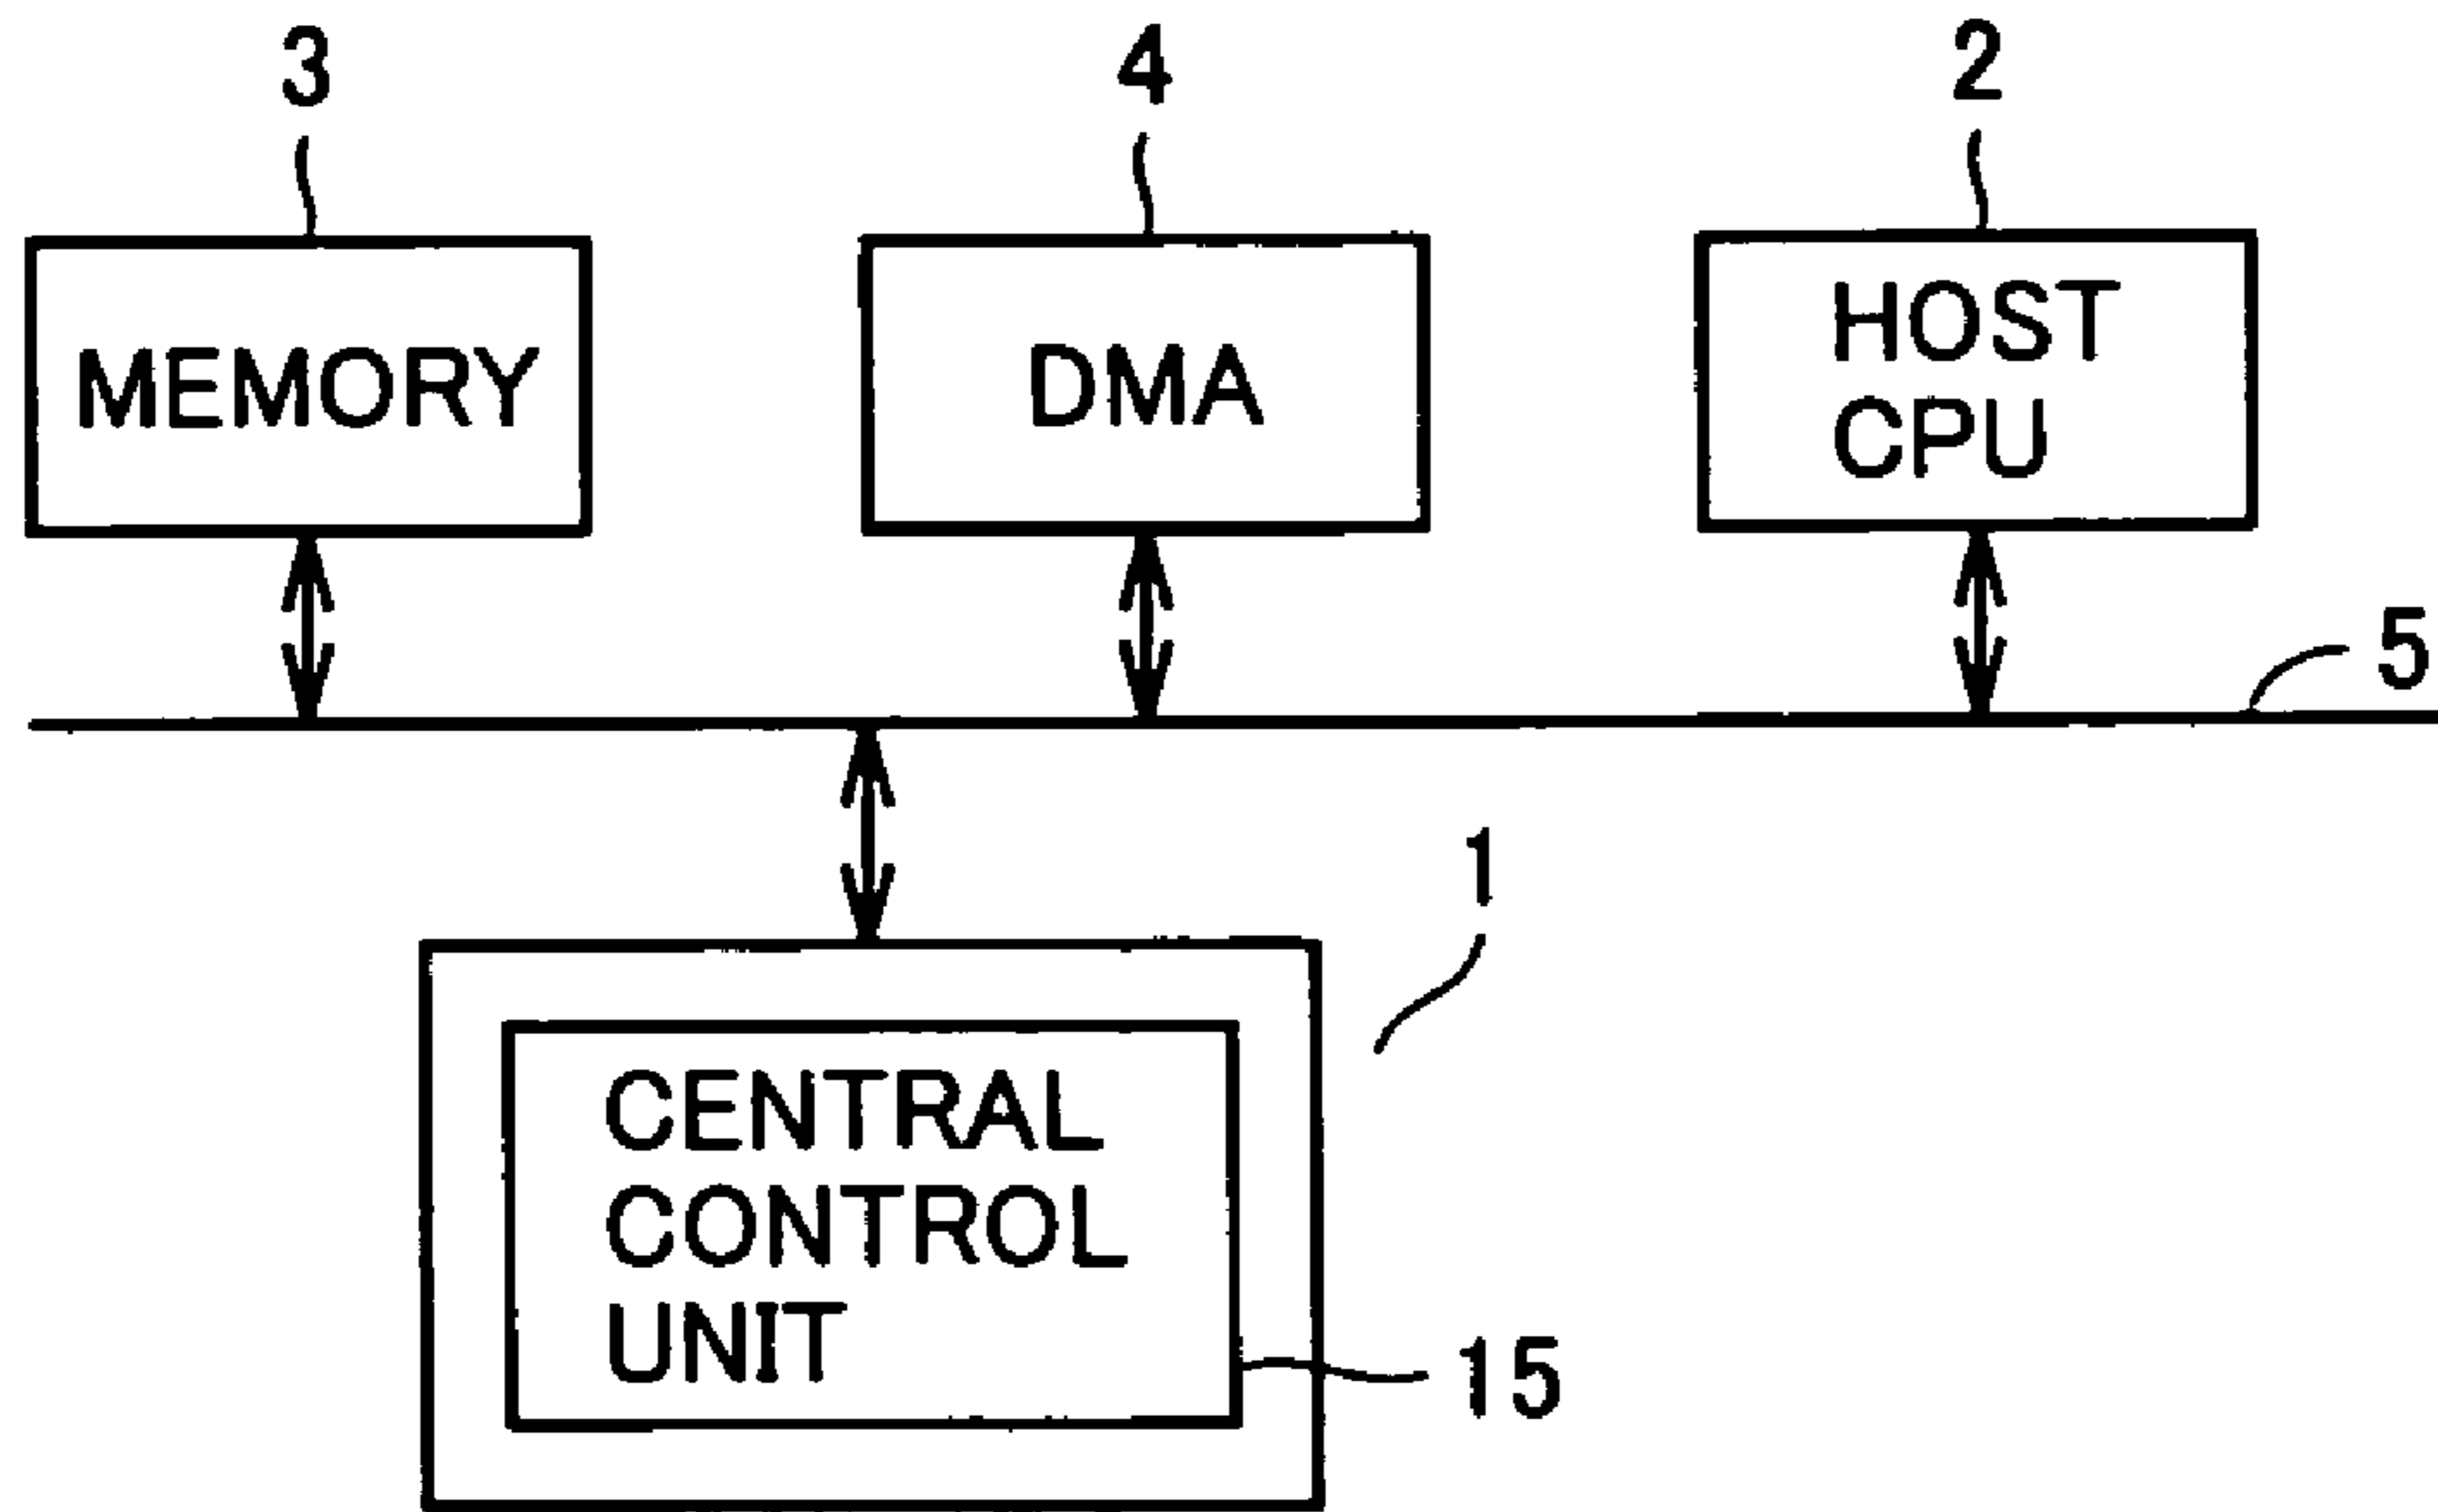 3
4
2
MEMORY
DMA
HOST
CPU
5
1
CENTRAL
CONTROL
UNIT
15